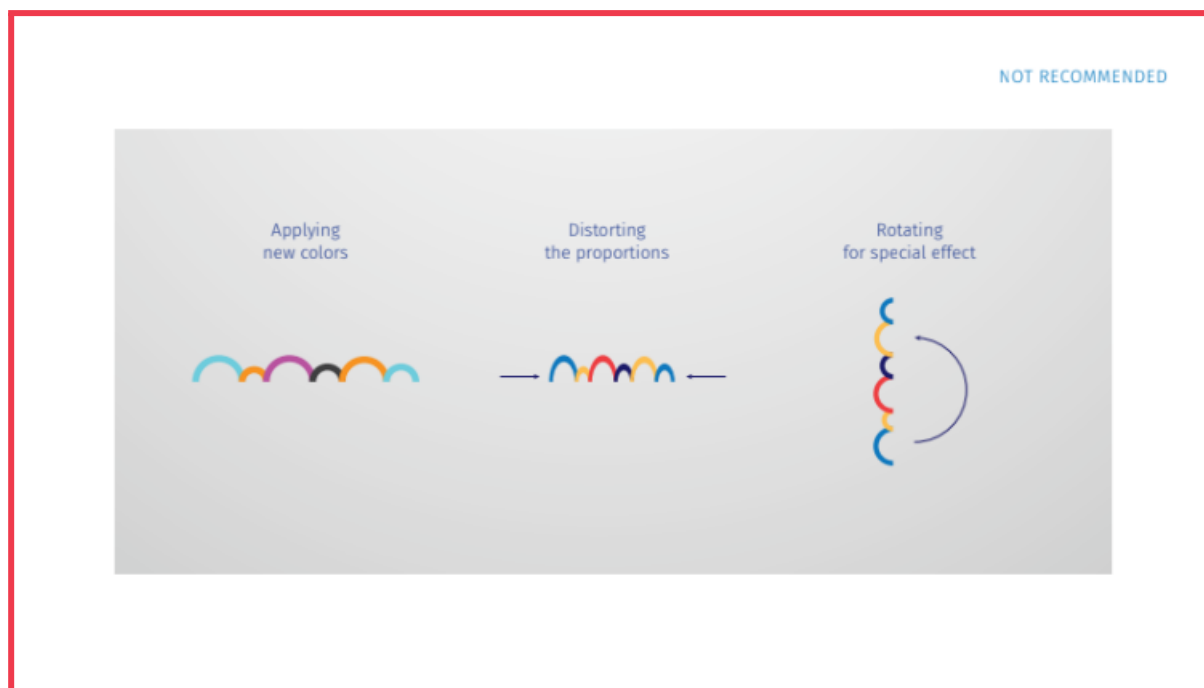 NOT RECOMMENDED
Applying
new colors
Distorting
the proportions
Rotating
for special effect